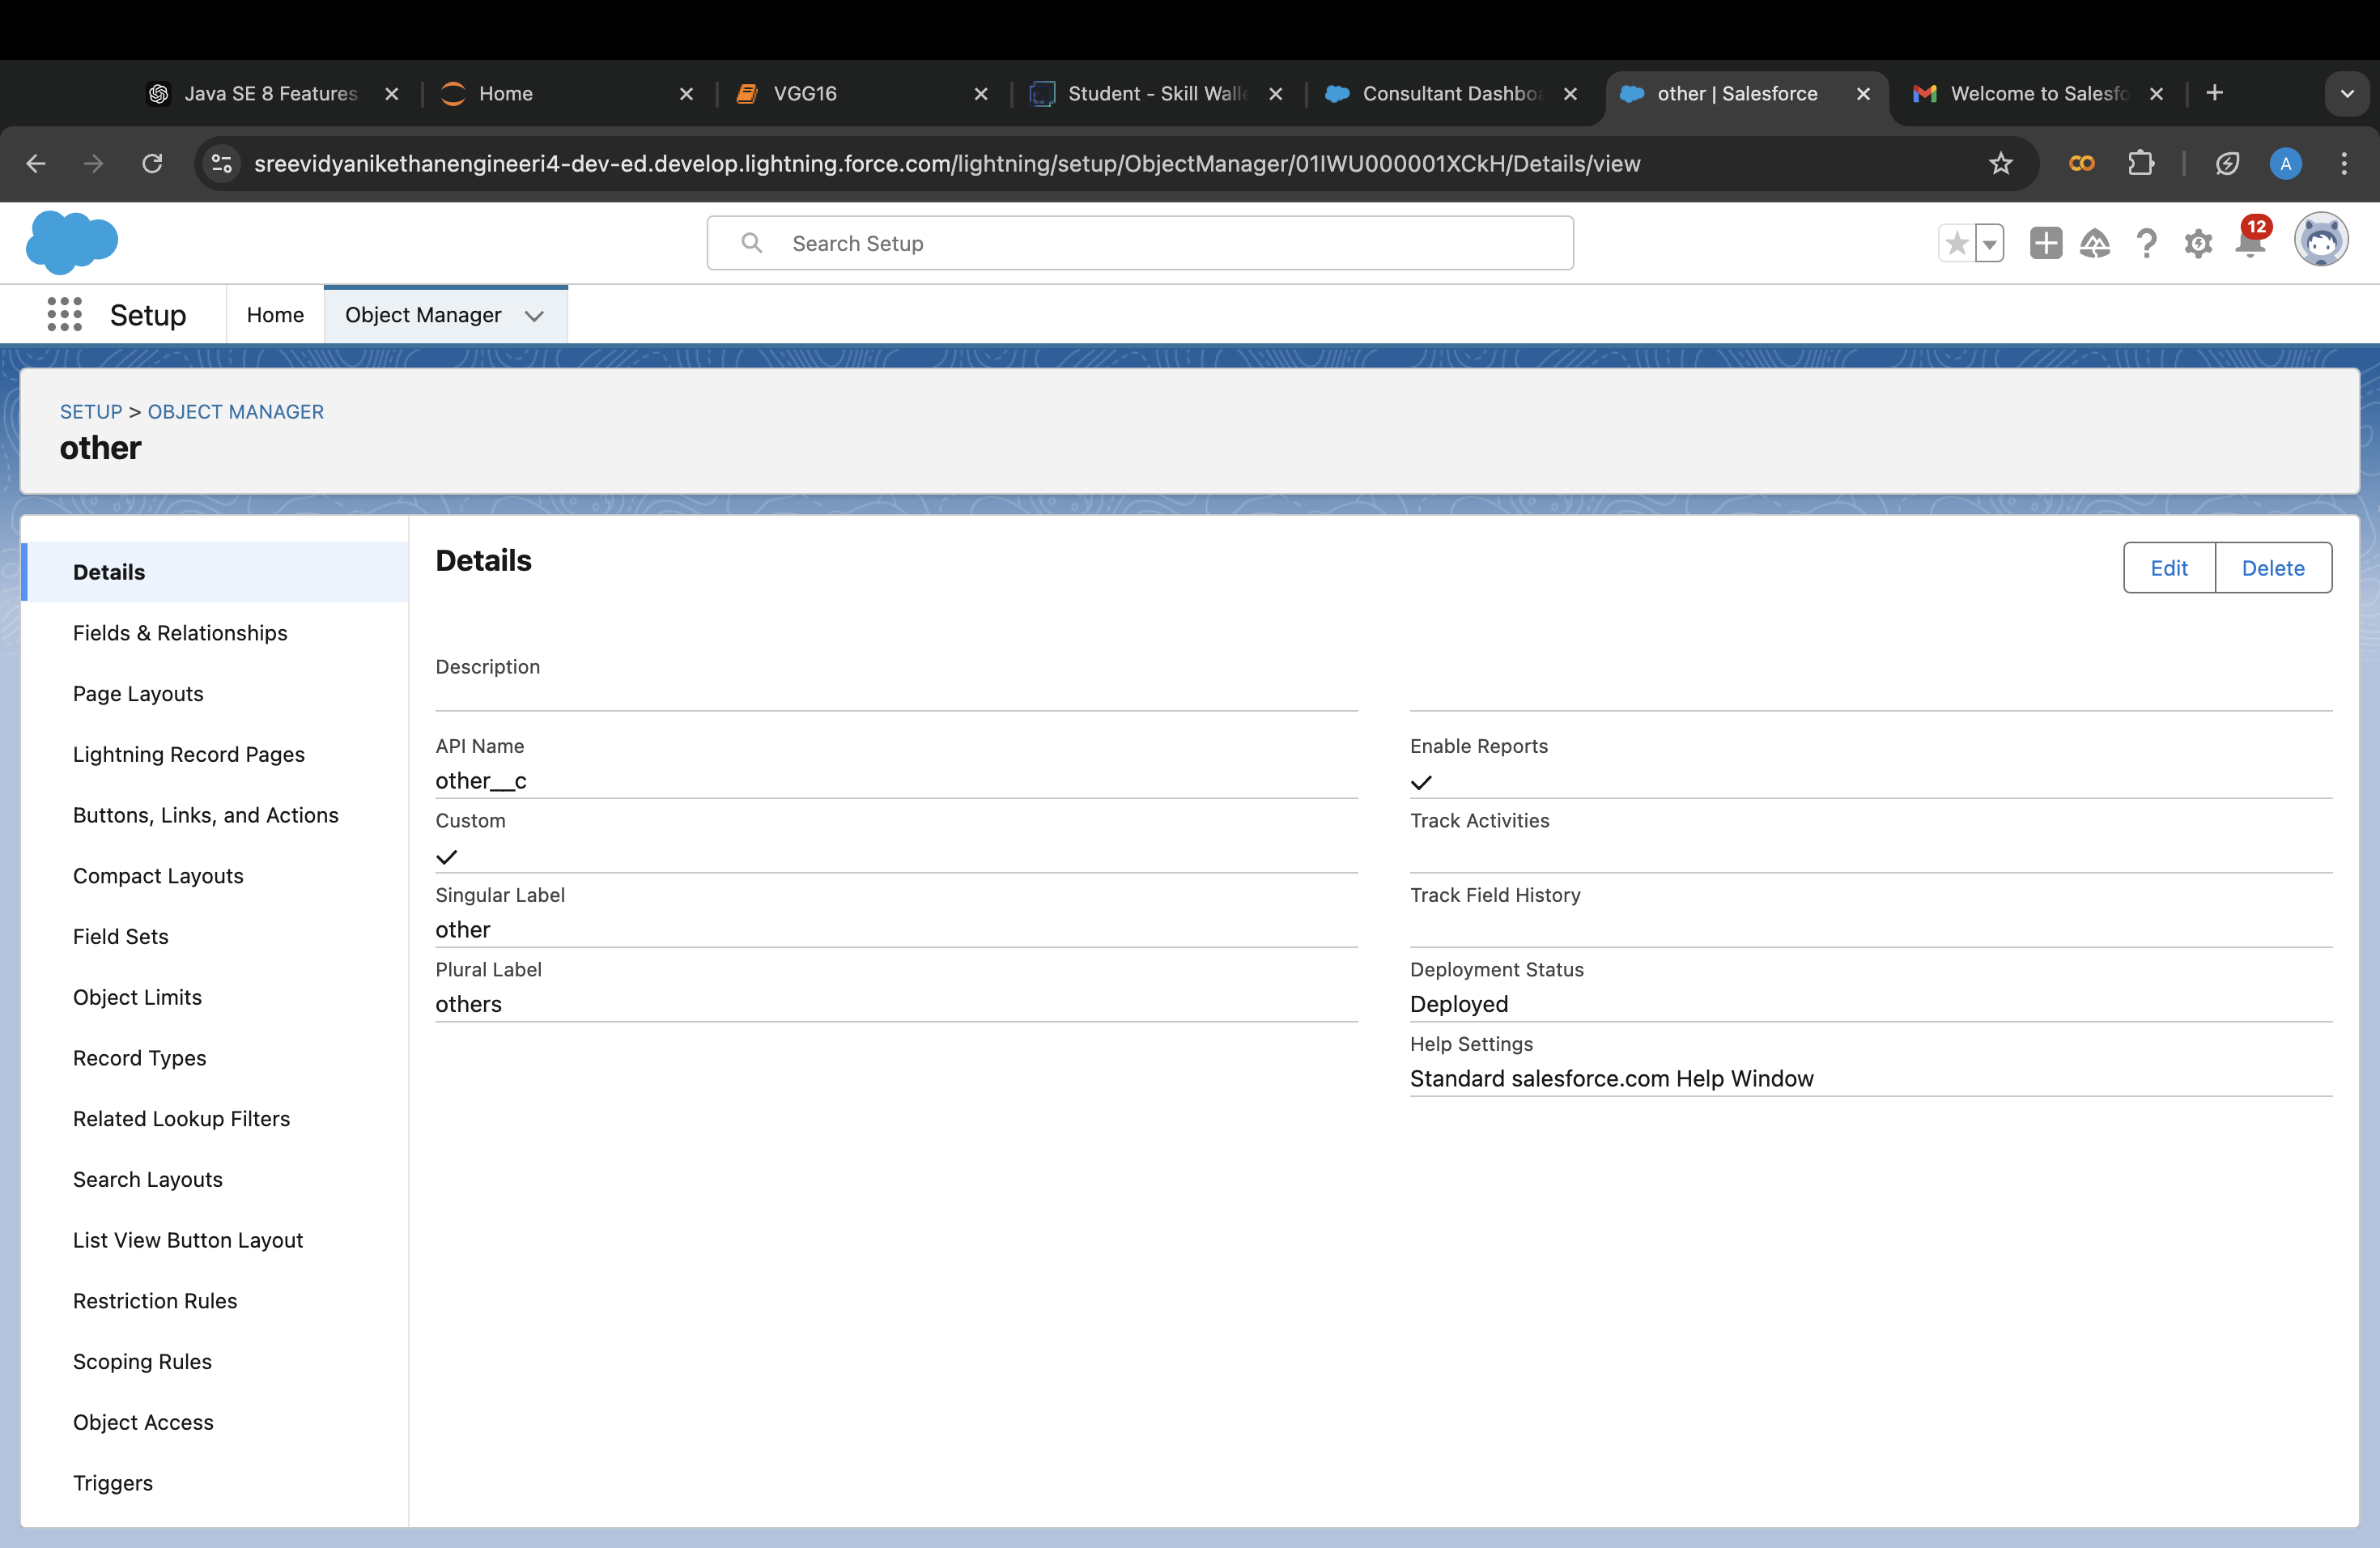 Java SE 8 Features
Home
VGG16
Student - Skill Walle
Consultant Dashboa
other | Salesforce
Welcome to Salesfo
sreevidyanikethanengineeri4-dev-ed.develop.lightning.force.com/lightning/setup/ObjectManager/01IWU000001XCkH/Details/view
A
Search Setup
12
Setup
Home
Object Manager
SETUP > OBJECT MANAGER
other
Details
Fields & Relationships
Page Layouts
Lightning Record Pages
Buttons, Links, and Actions
Compact Layouts
Field Sets
Object Limits
Record Types
Related Lookup Filters
Search Layouts
List View Button Layout
Restriction Rules
Scoping Rules
Object Access
Triggers
Details
Edit
Delete
Description
API Name
other__c
Custom
Singular Label
other
Plural Label
others
Enable Reports
Track Activities
Track Field History
Deployment Status
Deployed
Help Settings
Standard salesforce.com Help Window